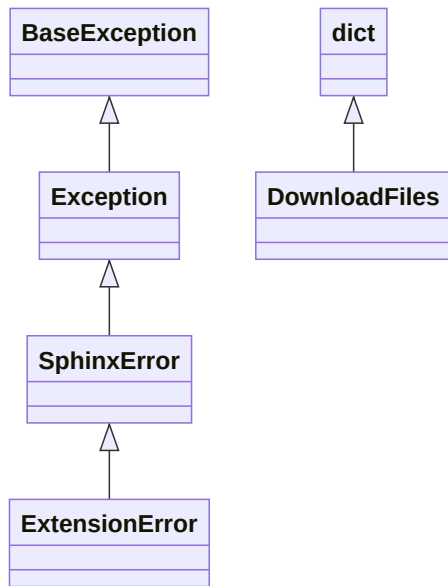 BaseException
dict
Exception
DownloadFiles
SphinxError
ExtensionError